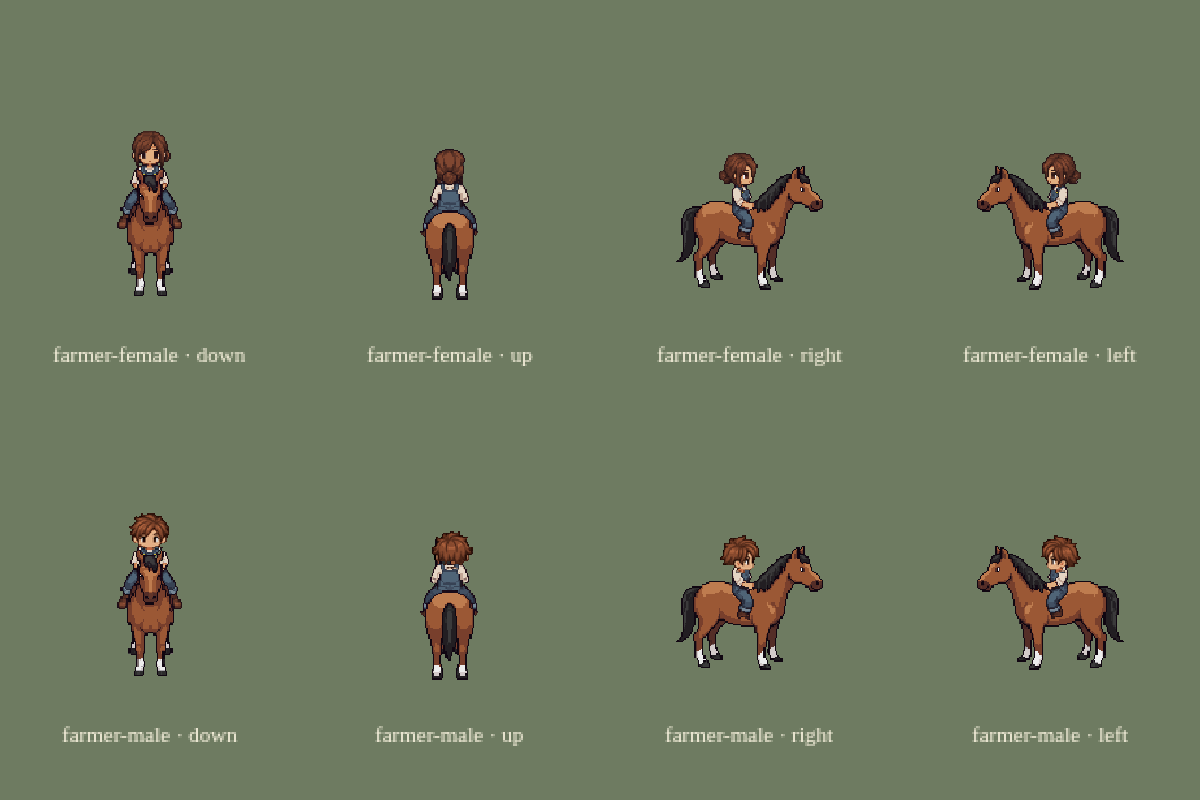 farmer-female · down
farmer-female · up
farmer-female · right
farmer-female · left
farmer-male · down
farmer-male · up
farmer-male · right
farmer-male · left